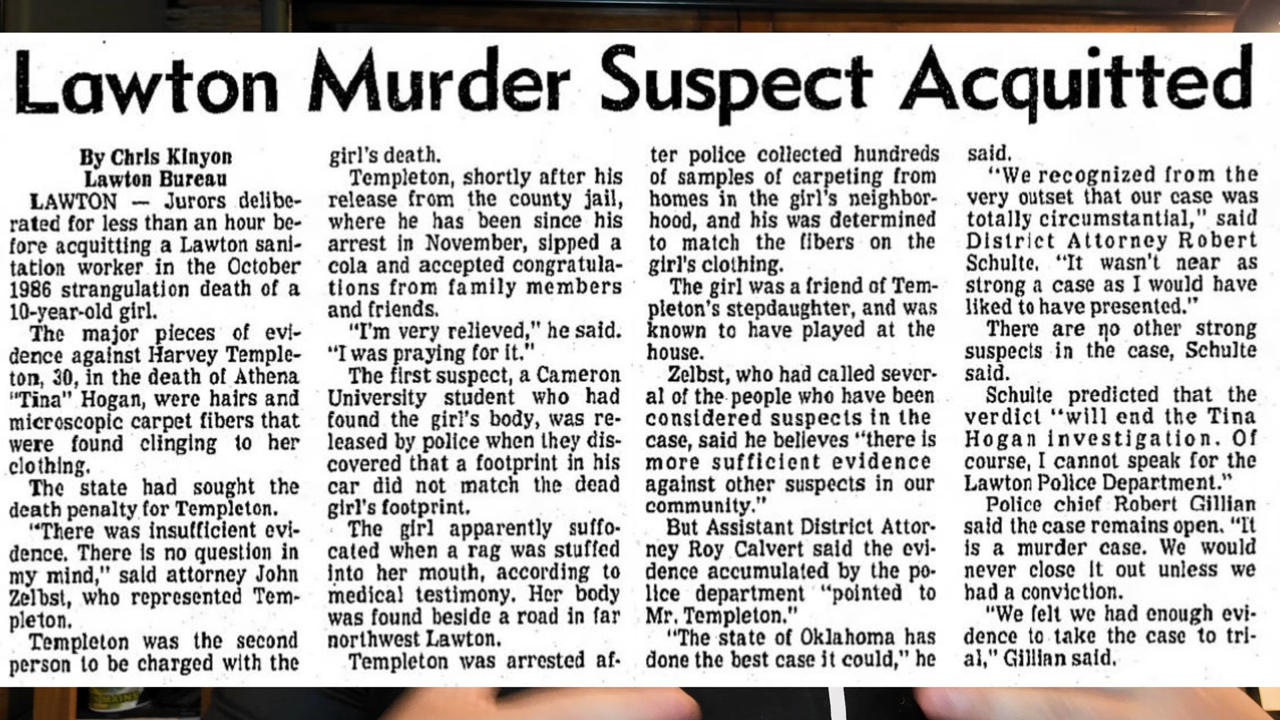 Lawton Murder Suspect Acquitted
By Chris Kinyon
Lawton Bureau
LAWTON — Jurors delibe-
rated for less than an hour be-
fore acquitting a Lawton sani-
tation worker in the October
1986 strangulation death of a
10-year-old girl.
The major pieces of evi-
dence against Harvey Temple-
ton, 30, in the death of Athena
"Tina" Hogan, were hairs and
microscopic carpet fibers that
were found clinging to her
clothing.
The state had sought the
death penalty for Templeton.
"There was insufficient evi-
dence. There is no question in
my mind," said attorney John
Zelbst, who represented Tem-
pleton.
Templeton was the second
person to be charged with the
girl's death.
Templeton, shortly after his
release from the county jail,
where he has been since his
arrest in November, sipped a
cola and accepted congratula-
tions from family members
and friends.
"I'm very relieved," he said.
"I was praying for it."
The first suspect, a Cameron
University student who had
found the girl's body, was re-
leased by police when they dis-
covered that a footprint in his
car did not match the dead
girl's footprint.
The girl apparently suffo-
cated when a rag was stuffed
into her mouth, according to
medical testimony. Her body
was found beside a road in far
northwest Lawton.
Templeton was arrested af-
ter police collected hundreds
of samples of carpeting from
homes in the girl's neighbor-
hood, and his was determined
to match the fibers on the
girl's clothing.
The girl was a friend of Tem-
pleton's stepdaughter, and was
known to have played at the
house.
Zelbst, who had called sever-
al of the people who have been
considered suspects in the
case, said he believes "there is
more sufficient evidence
against other suspects in our
community."
But Assistant District Attor-
ney Roy Calvert said the evi-
dence accumulated by the po-
lice department "pointed to
Mr. Templeton."
"The state of Oklahoma has
done the best case it could," he
said.
"We recognized from the
very outset that our case was
totally circumstantial," said
District Attorney Robert
Schulte. "It wasn't near as
strong a case as I would have
liked to have presented."
There are no other strong
suspects in the case, Schulte
said.
Schulte predicted that the
verdict "will end the Tina
Hogan investigation. Of
course, I cannot speak for the
Lawton Police Department."
Police chief Robert Gillian
said the case remains open. "It
is a murder case. We would
never close it out unless we
had a conviction.
"We felt we had enough evi-
dence to take the case to tri-
al," Gillian said.